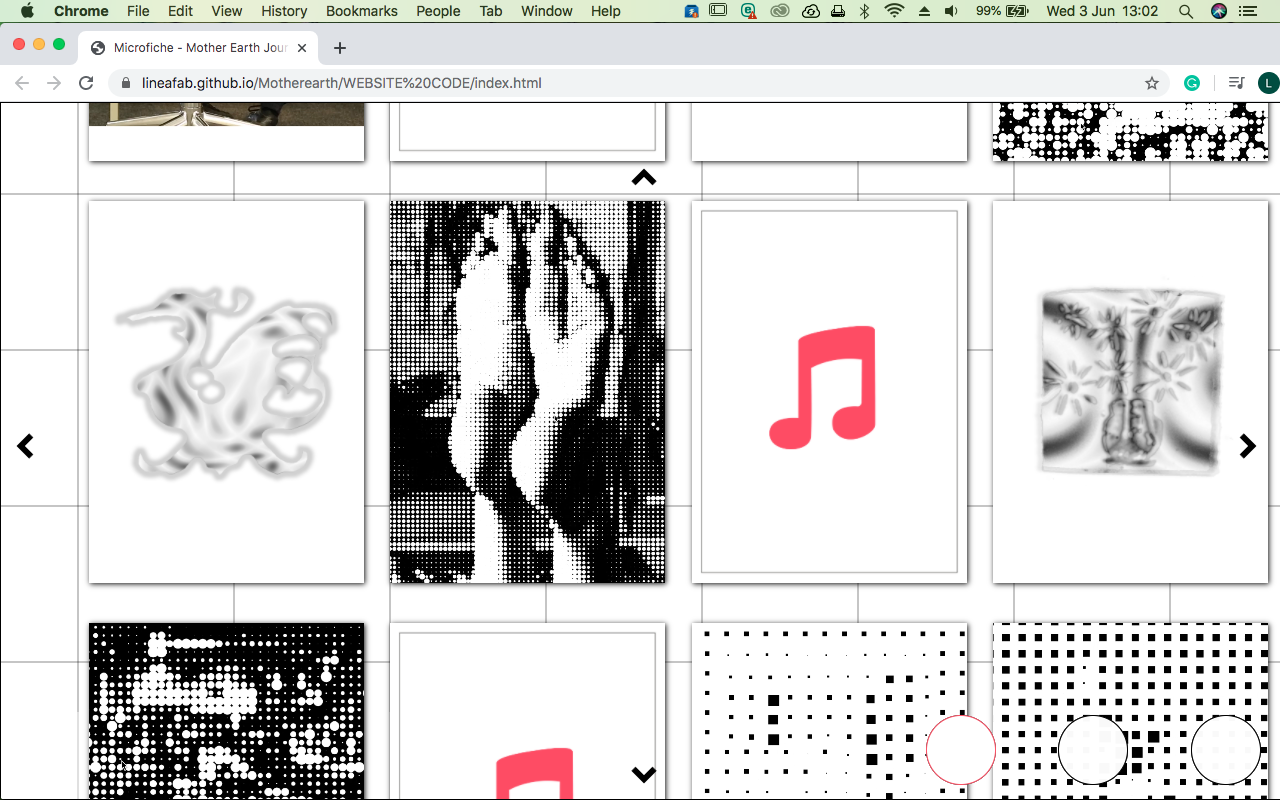 Chrome File Edit View History Bookmarks People Tab Window Help 99% Wed 3 Jun 13:02
Microfiche - Mother Earth Jour
lineafab.github.io/Motherearth/WEBSITE%20CODE/index.html
L